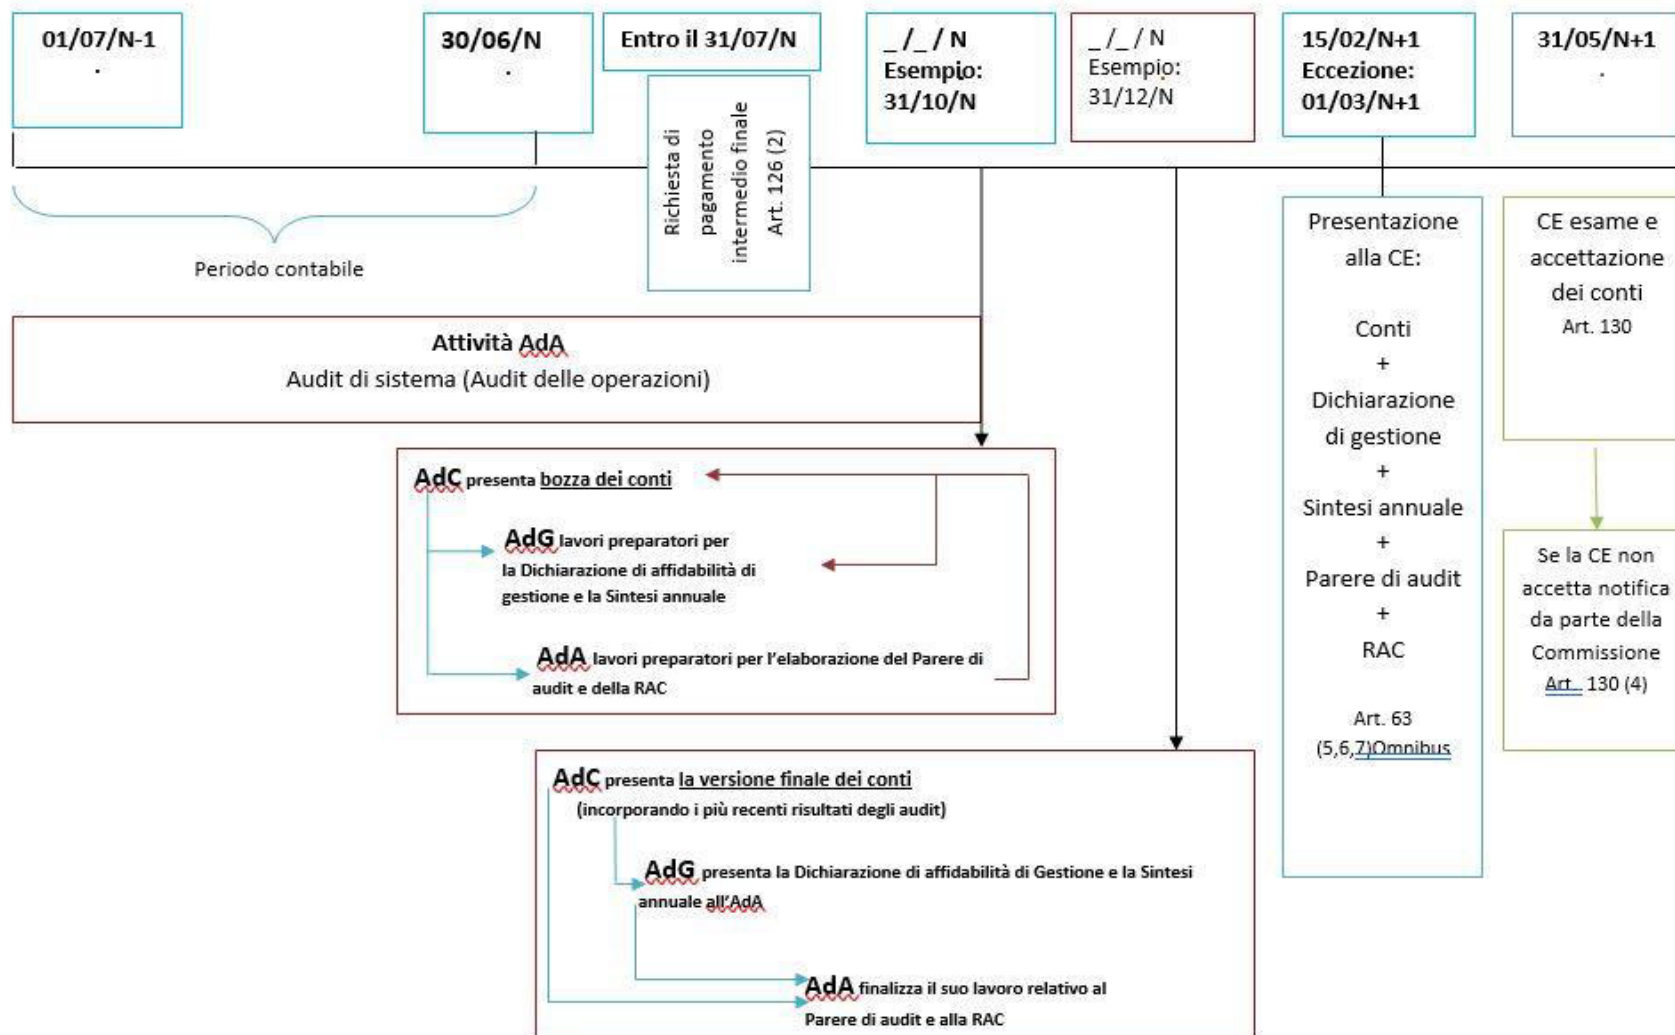 01/07/N-1
30/06/N
Entro il 31/07/N
_ /_ / N
Esempio:
31/10/N
_ /_ / N
Esempio:
31/12/N
15/02/N+1
Eccezione:
01/03/N+1
31/05/N+1
Richiesta di
pagamento
intermedio finale
Art. 126 (2)
Periodo contabile
Attività AdA
Audit di sistema (Audit delle operazioni)
AdC presenta bozza dei conti
AdG lavori preparatori per
la Dichiarazione di affidabilità di
gestione e la Sintesi annuale
AdA lavori preparatori per l'elaborazione del Parere di
audit e della RAC
AdC presenta la versione finale dei conti
(incorporando i più recenti risultati degli audit)
AdG presenta la Dichiarazione di affidabilità di Gestione e la Sintesi
annuale all'AdA
AdA finalizza il suo lavoro relativo al
Parere di audit e alla RAC
Presentazione
alla CE:
Conti
+
Dichiarazione
di gestione
+
Sintesi annuale
+
Parere di audit
+
RAC
Art. 63
(5,6,7)Omnibus
CE esame e
accettazione
dei conti
Art. 130
Se la CE non
accetta notifica
da parte della
Commissione
Art. 130 (4)